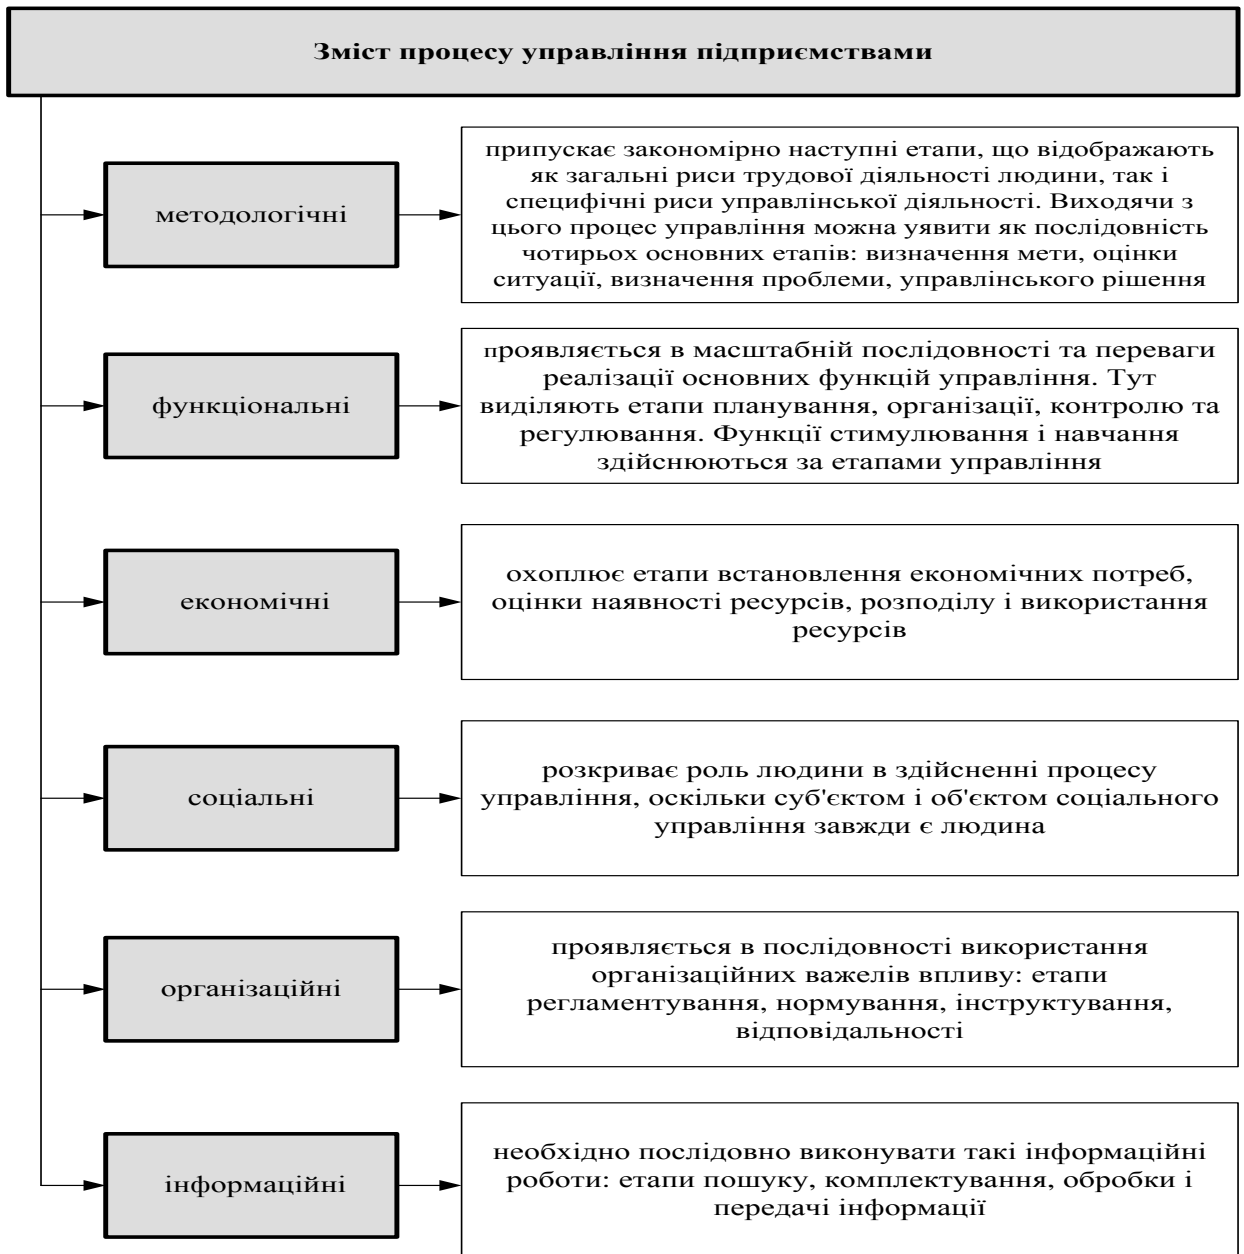 Зміст процесу управління підприємствами
методологічні
припускає закономірно наступні етапи, що відображають
як загальні риси трудової діяльності людини, так і
специфічні риси управлінської діяльності. Виходячи з
цього процес управління можна уявити як послідовність
чотирьох основних етапів: визначення мети, оцінки
ситуації, визначення проблеми, управлінського рішення
функціональні
проявляється в масштабній послідовності та переваги
реалізації основних функцій управління. Тут
виділяють етапи планування, організації, контролю та
регулювання. Функції стимулювання і навчання
здійснюються за етапами управління
економічні
охоплює етапи встановлення економічних потреб,
оцінки наявності ресурсів, розподілу і використання
ресурсів
соціальні
розкриває роль людини в здійсненні процесу
управління, оскільки суб'єктом і об'єктом соціального
управління завжди є людина
організаційні
проявляється в послідовності використання
організаційних важелів впливу: етапи
регламентування, нормування, інструктування,
відповідальності
інформаційні
необхідно послідовно виконувати такі інформаційні
роботи: етапи пошуку, комплектування, обробки і
передачі інформації